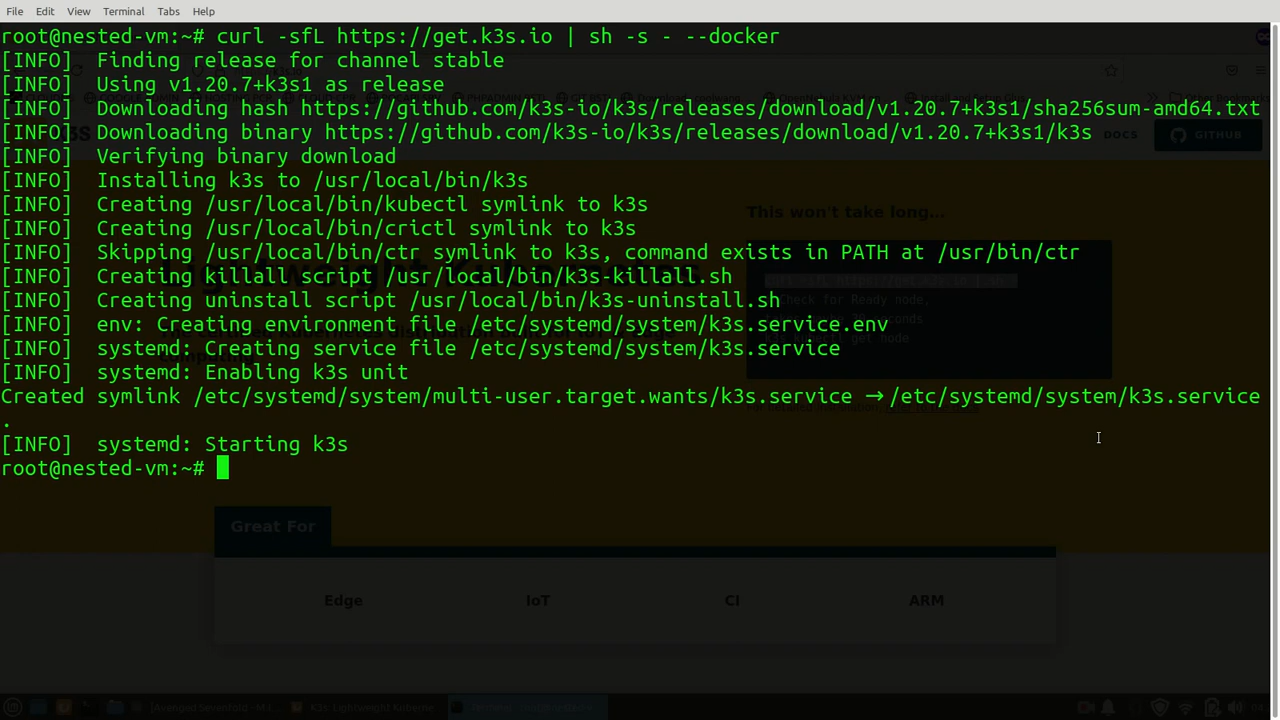 File Edit View Terminal Tabs Help
root@nested-vm:~# curl -sfL https://get.k3s.io | sh -s - --docker
[INFO]  Finding release for channel stable
[INFO]  Using v1.20.7+k3s1 as release
[INFO]  Downloading hash https://github.com/k3s-io/k3s/releases/download/v1.20.7+k3s1/sha256sum-amd64.txt
[INFO]  Downloading binary https://github.com/k3s-io/k3s/releases/download/v1.20.7+k3s1/k3s
DOCS GITHUB
[INFO]  Verifying binary download
[INFO]  Installing k3s to /usr/local/bin/k3s
[INFO]  Creating /usr/local/bin/kubectl symlink to k3s
This won't take long...
[INFO]  Creating /usr/local/bin/crictl symlink to k3s
[INFO]  Skipping /usr/local/bin/ctr symlink to k3s, command exists in PATH at /usr/bin/ctr
[INFO]  Creating killall script /usr/local/bin/k3s-killall.sh
[INFO]  Creating uninstall script /usr/local/bin/k3s-uninstall.sh
Check for Ready node,
[INFO]  env: Creating environment file /etc/systemd/system/k3s.service.env
[INFO]  systemd: Creating service file /etc/systemd/system/k3s.service
[INFO]  systemd: Enabling k3s unit
Created symlink /etc/systemd/system/multi-user.target.wants/k3s.service → /etc/systemd/system/k3s.service
.
[INFO]  systemd: Starting k3s
root@nested-vm:~#
Great For
Edge IoT CI ARM